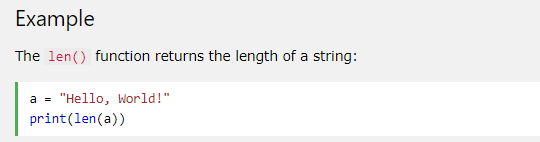 Example
The len() function returns the length of a string:
a = "Hello, World!"
print(len(a))